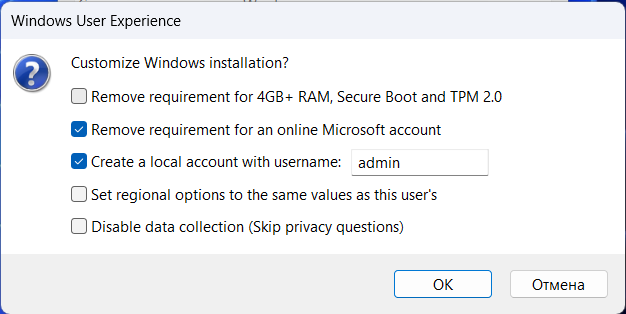 Windows User Experience
Customize Windows installation?
Remove requirement for 4GB+ RAM, Secure Boot and TPM 2.0
Remove requirement for an online Microsoft account
Create a local account with username: admin
Set regional options to the same values as this user's
Disable data collection (Skip privacy questions)
OK Отмена